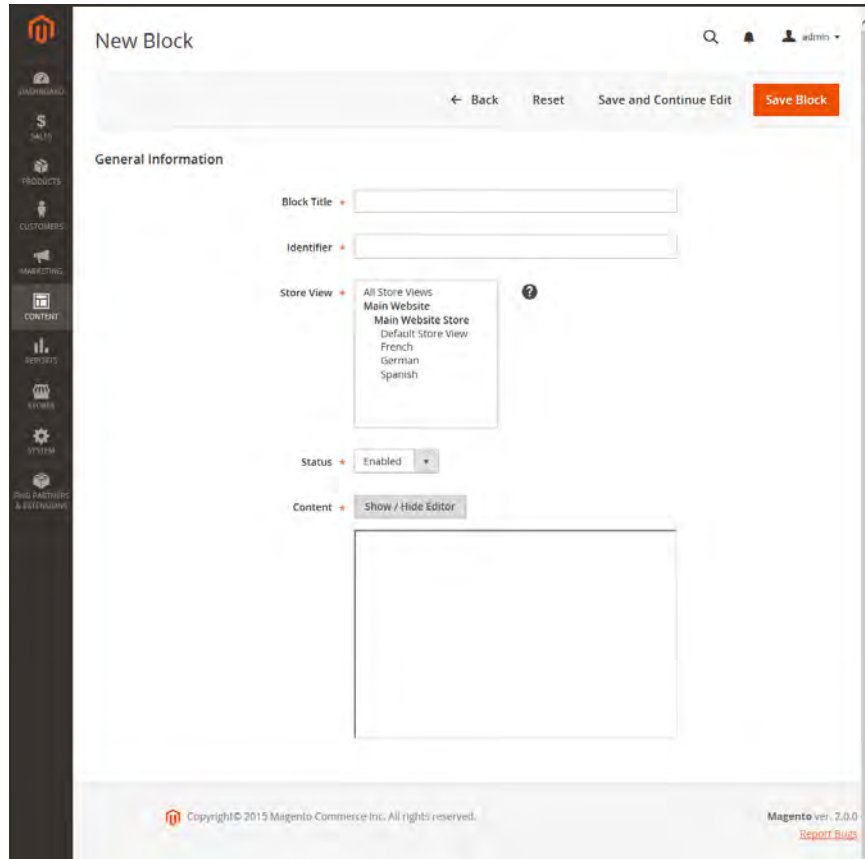 New Block
admin
DASHBOARD
SALES
PRODUCTS
CUSTOMERS
MARKETING
CONTENT
REPORTS
STORES
SYSTEM
FIND PARTNERS
& EXTENSIONS
← Back Reset Save and Continue Edit Save Block
General Information
Block Title *
Identifier *
Store View *
All Store Views
Main Website
Main Website Store
Default Store View
French
German
Spanish
?
Status * Enabled
Content * Show / Hide Editor
Copyright© 2015 Magento Commerce Inc. All rights reserved.
Magento ver. 2.0.0
Report Bugs